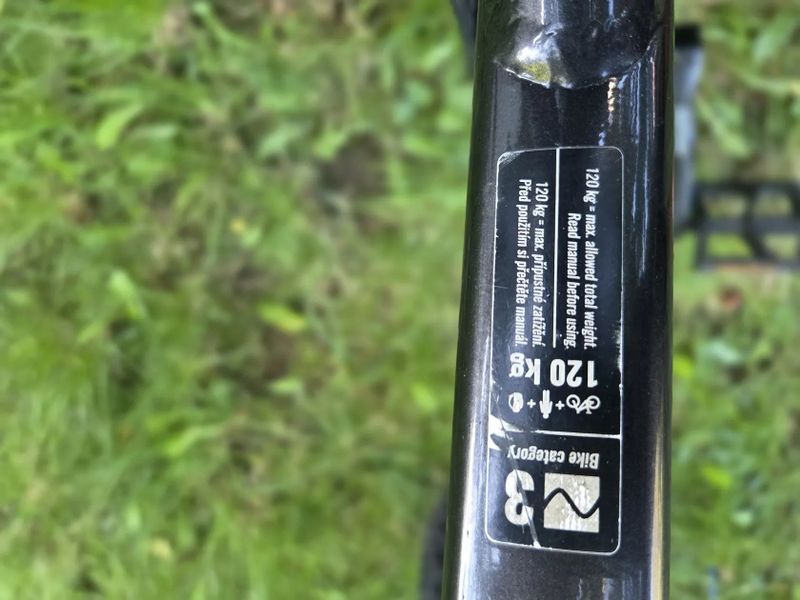 3
Bike category
120 kg
120 kg = max. allowed total weight.
Read manual before using.
120 kg = max. přípustné zatížení.
Před použitím si přečtěte manuál.